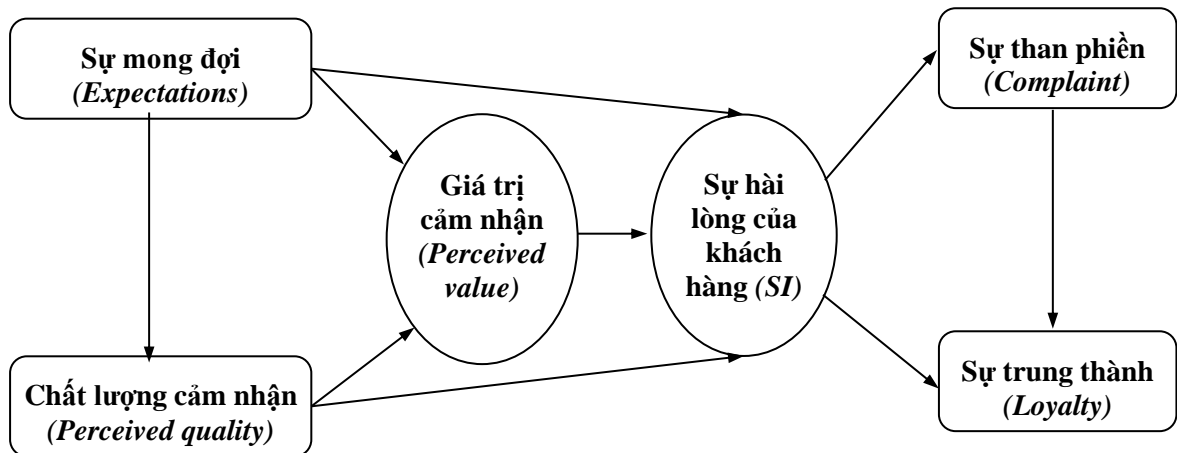 Sự mong đợi
(Expectations)
Chất lượng cảm nhận
(Perceived quality)
Giá trị
cảm nhận
(Perceived
value)
Sự hài
lòng của
khách
hàng (SI)
Sự than phiền
(Complaint)
Sự trung thành
(Loyalty)